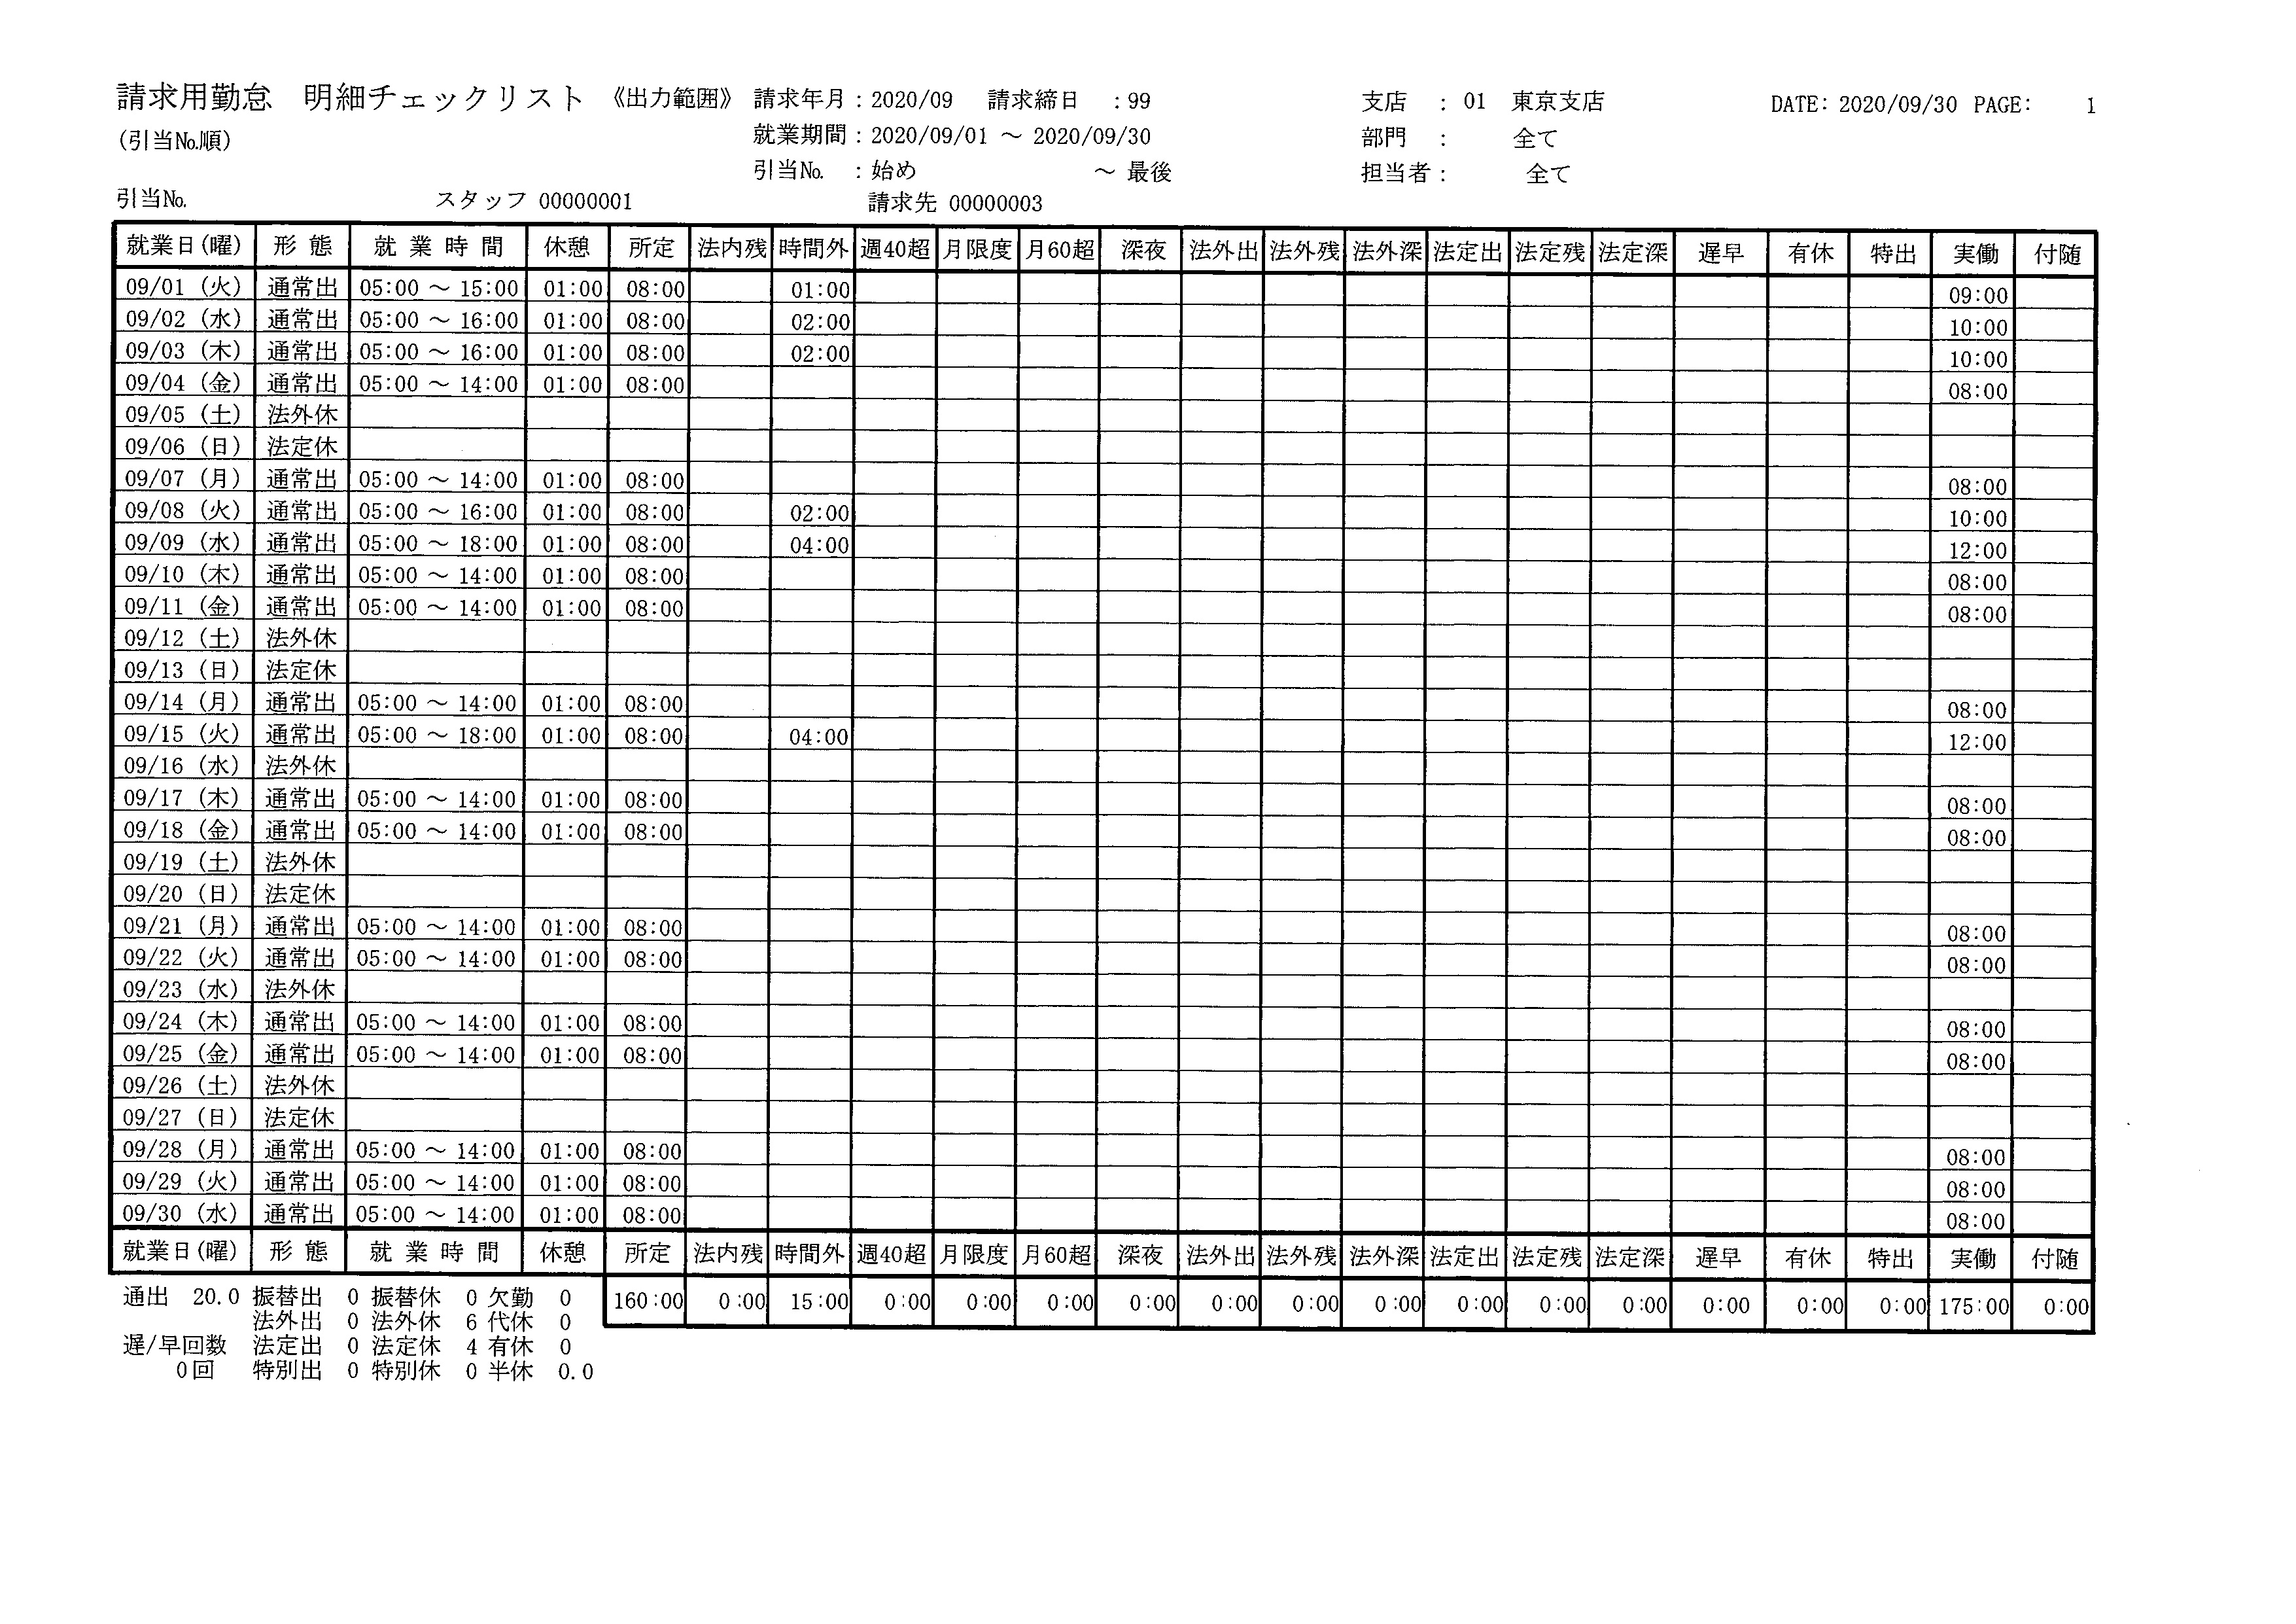 請求用勤怠　明細チェックリスト 《出力範囲》 請求年月：2020/09 請求締日 ：99 支店 ： 01 東京支店 DATE: 2020/09/30 PAGE: 1
(引当No.順) 就業期間：2020/09/01 ～ 2020/09/30 部門 ： 全て
引当No. ：始め ～ 最後 担当者： 全て
引当No. スタッフ 00000001 請求先 00000003
就業日(曜) 形 態 就 業 時 間 休憩 所定 法内残 時間外 週40超 月限度 月60超 深夜 法外出 法外残 法外深 法定出 法定残 法定深 遅早 有休 特出 実働 付随
09/01 (火) 通常出 05:00 ～ 15:00 01:00 08:00 01:00 09:00
09/02 (水) 通常出 05:00 ～ 16:00 01:00 08:00 02:00 10:00
09/03 (木) 通常出 05:00 ～ 16:00 01:00 08:00 02:00 10:00
09/04 (金) 通常出 05:00 ～ 14:00 01:00 08:00 08:00
09/05 (土) 法外休
09/06 (日) 法定休
09/07 (月) 通常出 05:00 ～ 14:00 01:00 08:00 08:00
09/08 (火) 通常出 05:00 ～ 16:00 01:00 08:00 02:00 10:00
09/09 (水) 通常出 05:00 ～ 18:00 01:00 08:00 04:00 12:00
09/10 (木) 通常出 05:00 ～ 14:00 01:00 08:00 08:00
09/11 (金) 通常出 05:00 ～ 14:00 01:00 08:00 08:00
09/12 (土) 法外休
09/13 (日) 法定休
09/14 (月) 通常出 05:00 ～ 14:00 01:00 08:00 08:00
09/15 (火) 通常出 05:00 ～ 18:00 01:00 08:00 04:00 12:00
09/16 (水) 法外休
09/17 (木) 通常出 05:00 ～ 14:00 01:00 08:00 08:00
09/18 (金) 通常出 05:00 ～ 14:00 01:00 08:00 08:00
09/19 (土) 法外休
09/20 (日) 法定休
09/21 (月) 通常出 05:00 ～ 14:00 01:00 08:00 08:00
09/22 (火) 通常出 05:00 ～ 14:00 01:00 08:00 08:00
09/23 (水) 法外休
09/24 (木) 通常出 05:00 ～ 14:00 01:00 08:00 08:00
09/25 (金) 通常出 05:00 ～ 14:00 01:00 08:00 08:00
09/26 (土) 法外休
09/27 (日) 法定休
09/28 (月) 通常出 05:00 ～ 14:00 01:00 08:00 08:00
09/29 (火) 通常出 05:00 ～ 14:00 01:00 08:00 08:00
09/30 (水) 通常出 05:00 ～ 14:00 01:00 08:00 08:00
就業日(曜) 形 態 就 業 時 間 休憩 所定 法内残 時間外 週40超 月限度 月60超 深夜 法外出 法外残 法外深 法定出 法定残 法定深 遅早 有休 特出 実働 付随
通出 20.0 振替出 0 振替休 0 欠勤 0 160:00 0:00 15:00 0:00 0:00 0:00 0:00 0:00 0:00 0:00 0:00 0:00 0:00 0:00 0:00 0:00 175:00 0:00
法外出 0 法外休 6 代休 0
遅/早回数 法定出 0 法定休 4 有休 0
0回 特別出 0 特別休 0 半休 0.0